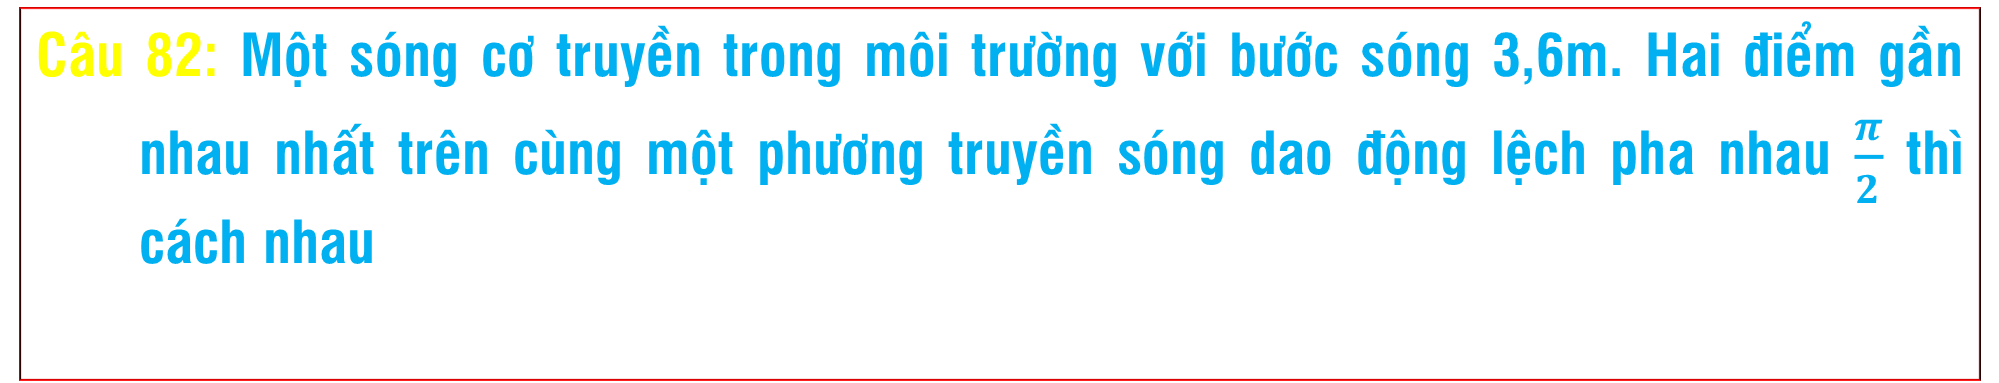 Câu 82: Một sóng cơ truyền trong môi trường với bước sóng 3,6m. Hai điểm gần
nhau nhất trên cùng một phương truyền sóng dao động lệch pha nhau π/2 thì
cách nhau